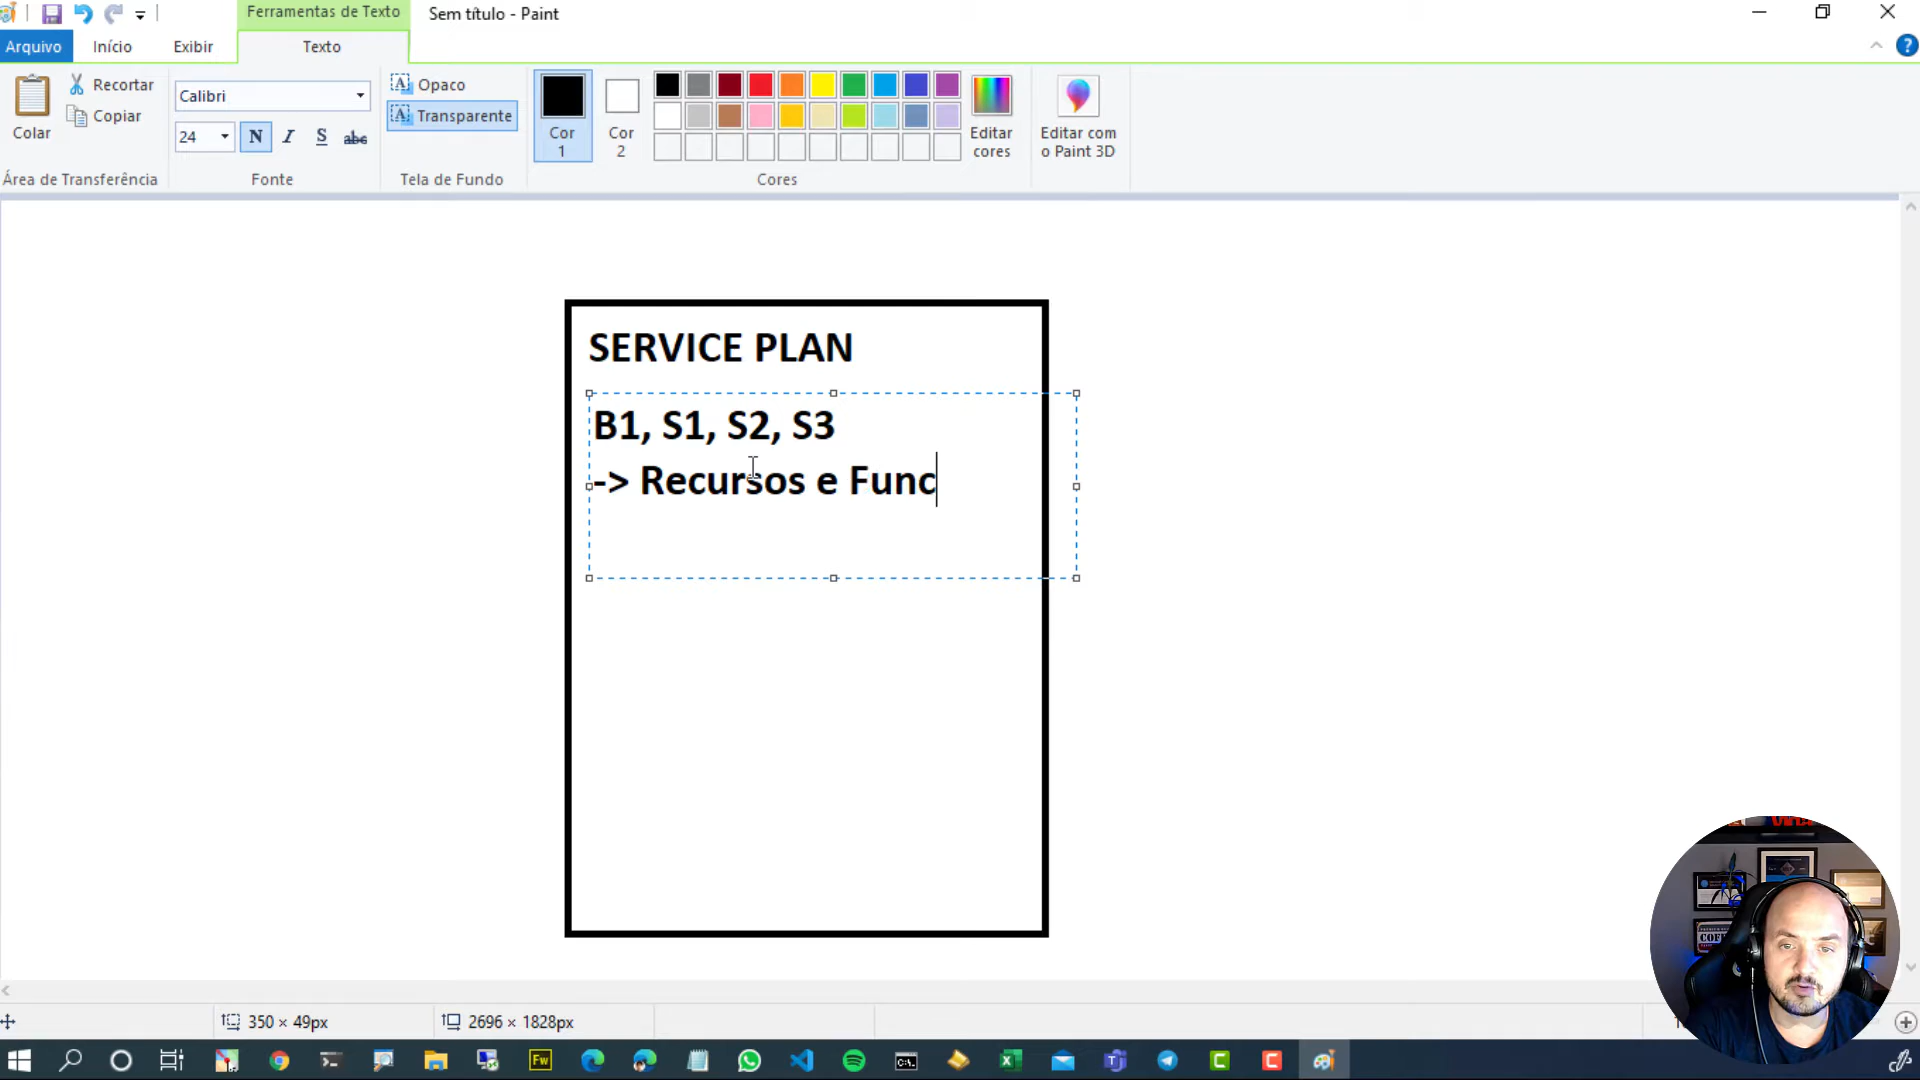 Ferramentas de Texto
Sem título - Paint
Arquivo
Início
Exibir
Texto
Colar
Recortar
Copiar
Área de Transferência
Calibri
24
N
I
S
abc
Fonte
Opaco
Transparente
Tela de Fundo
Cor
1
Cor
2
Cores
Editar
cores
Editar com
o Paint 3D
SERVICE PLAN
B1, S1, S2, S3
-> Recursos e Func
350 × 49px
2696 × 1828px
Fw